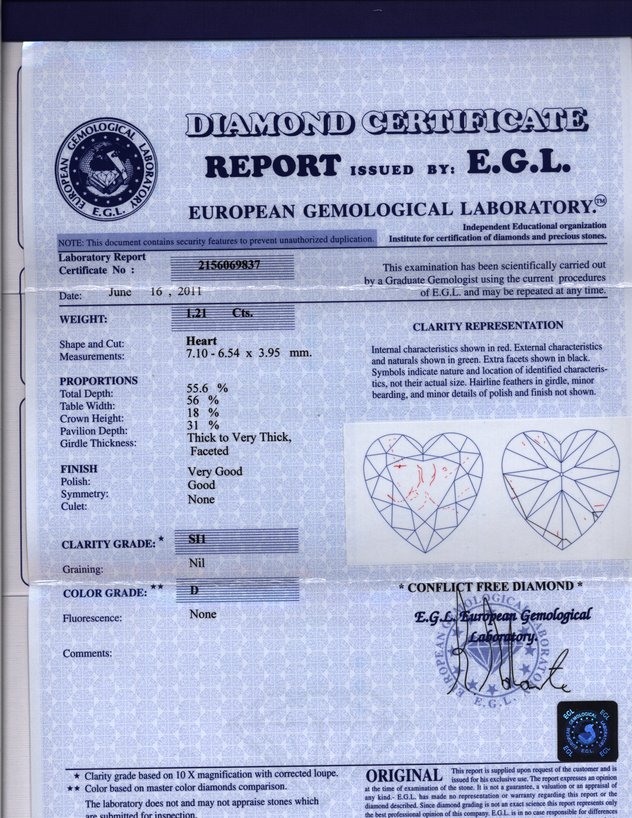 DIAMOND CERTIFICATE
REPORT ISSUED BY: E.G.L.
EUROPEAN GEMOLOGICAL LABORATORY.™
EUROPEAN GEMOLOGICAL LABORATORY
E.G.L.
Independent Educational organization
Institute for certification of diamonds and precious stones.
NOTE: This document contains security features to prevent unauthorized duplication.
Laboratory Report
Certificate No : 2156069837
Date: June 16 , 2011
This examination has been scientifically carried out
by a Graduate Gemologist using the current procedures
of E.G.L. and may be repeated at any time.
WEIGHT: 1.21 Cts.
Shape and Cut: Heart
Measurements: 7.10 - 6.54 x 3.95 mm.
PROPORTIONS
Total Depth: 55.6 %
Table Width: 56 %
Crown Height: 18 %
Pavilion Depth: 31 %
Girdle Thickness: Thick to Very Thick,
Faceted
FINISH
Polish: Very Good
Symmetry: Good
Culet: None
CLARITY GRADE: ★ SI1
Graining: Nil
COLOR GRADE: ★★ D
Fluorescence: None
Comments:
CLARITY REPRESENTATION
Internal characteristics shown in red. External characteristics
and naturals shown in green. Extra facets shown in black.
Symbols indicate nature and location of identified characteris-
tics, not their actual size. Hairline feathers in girdle, minor
bearding, and minor details of polish and finish not shown.
* CONFLICT FREE DIAMOND *
E.G.L. European Gemological
Laboratory.
EUROPEAN GEMOLOGICAL LABORATORY
E.G.L.
EGL
★ Clarity grade based on 10 X magnification with corrected loupe.
★★ Color based on master color diamonds comparison.
The laboratory does not and may not appraise stones which
are submitted for inspection.
ORIGINAL This report is supplied upon request of the customer and is
issued for his exclusive use. The report expresses an opinion
at the time of examination of the stone. It is not a guarantee, a valuation or an appraisal of
any kind.- E.G.L. has made no representation or warranty regarding this report or the
diamond described. Since diamond grading is not an exact science this report represents only
the best professional opinion of this company. E.G.L. is in no case responsible for differences